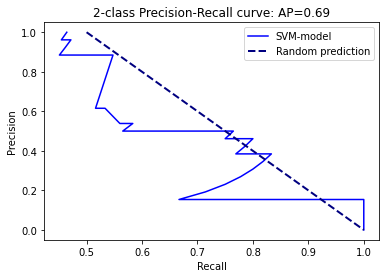 2-class Precision-Recall curve: AP=0.69
SVM-model
Random prediction
Precision
1.0
0.8
0.6
0.4
0.2
0.0
0.5 0.6 0.7 0.8 0.9 1.0
Recall